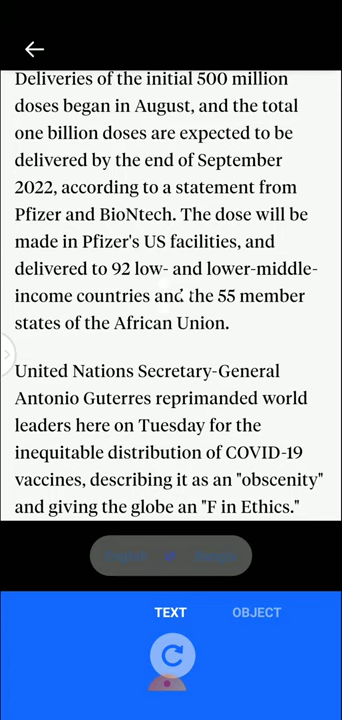 Deliveries of the initial 500 million
doses began in August, and the total
one billion doses are expected to be
delivered by the end of September
2022, according to a statement from
Pfizer and BioNtech. The dose will be
made in Pfizer's US facilities, and
delivered to 92 low- and lower-middle-
income countries and the 55 member
states of the African Union.
United Nations Secretary-General
Antonio Guterres reprimanded world
leaders here on Tuesday for the
inequitable distribution of COVID-19
vaccines, describing it as an "obscenity"
and giving the globe an "F in Ethics."
English
TEXT OBJECT